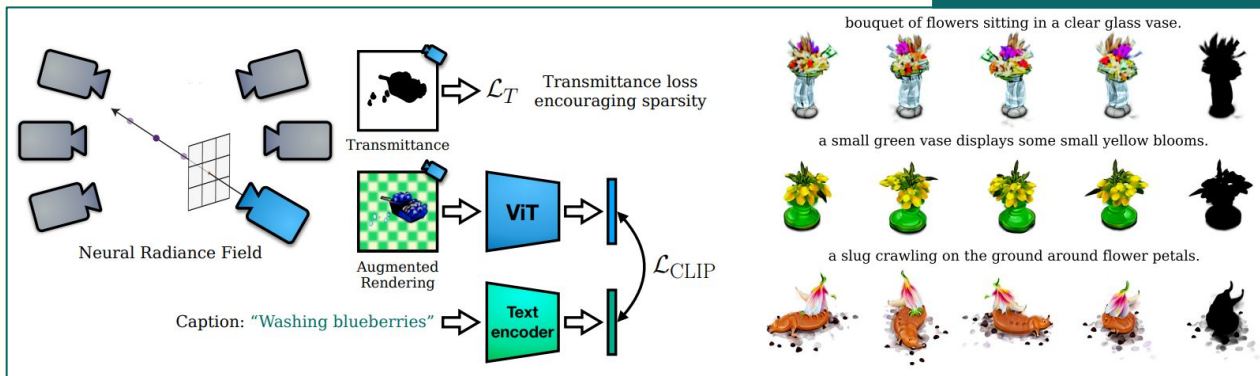 Neural Radiance Field
Transmittance
ℒT
Transmittance loss
encouraging sparsity
Augmented
Rendering
ViT
ℒCLIP
Caption: “Washing blueberries”
Text
encoder
bouquet of flowers sitting in a clear glass vase.
a small green vase displays some small yellow blooms.
a slug crawling on the ground around flower petals.